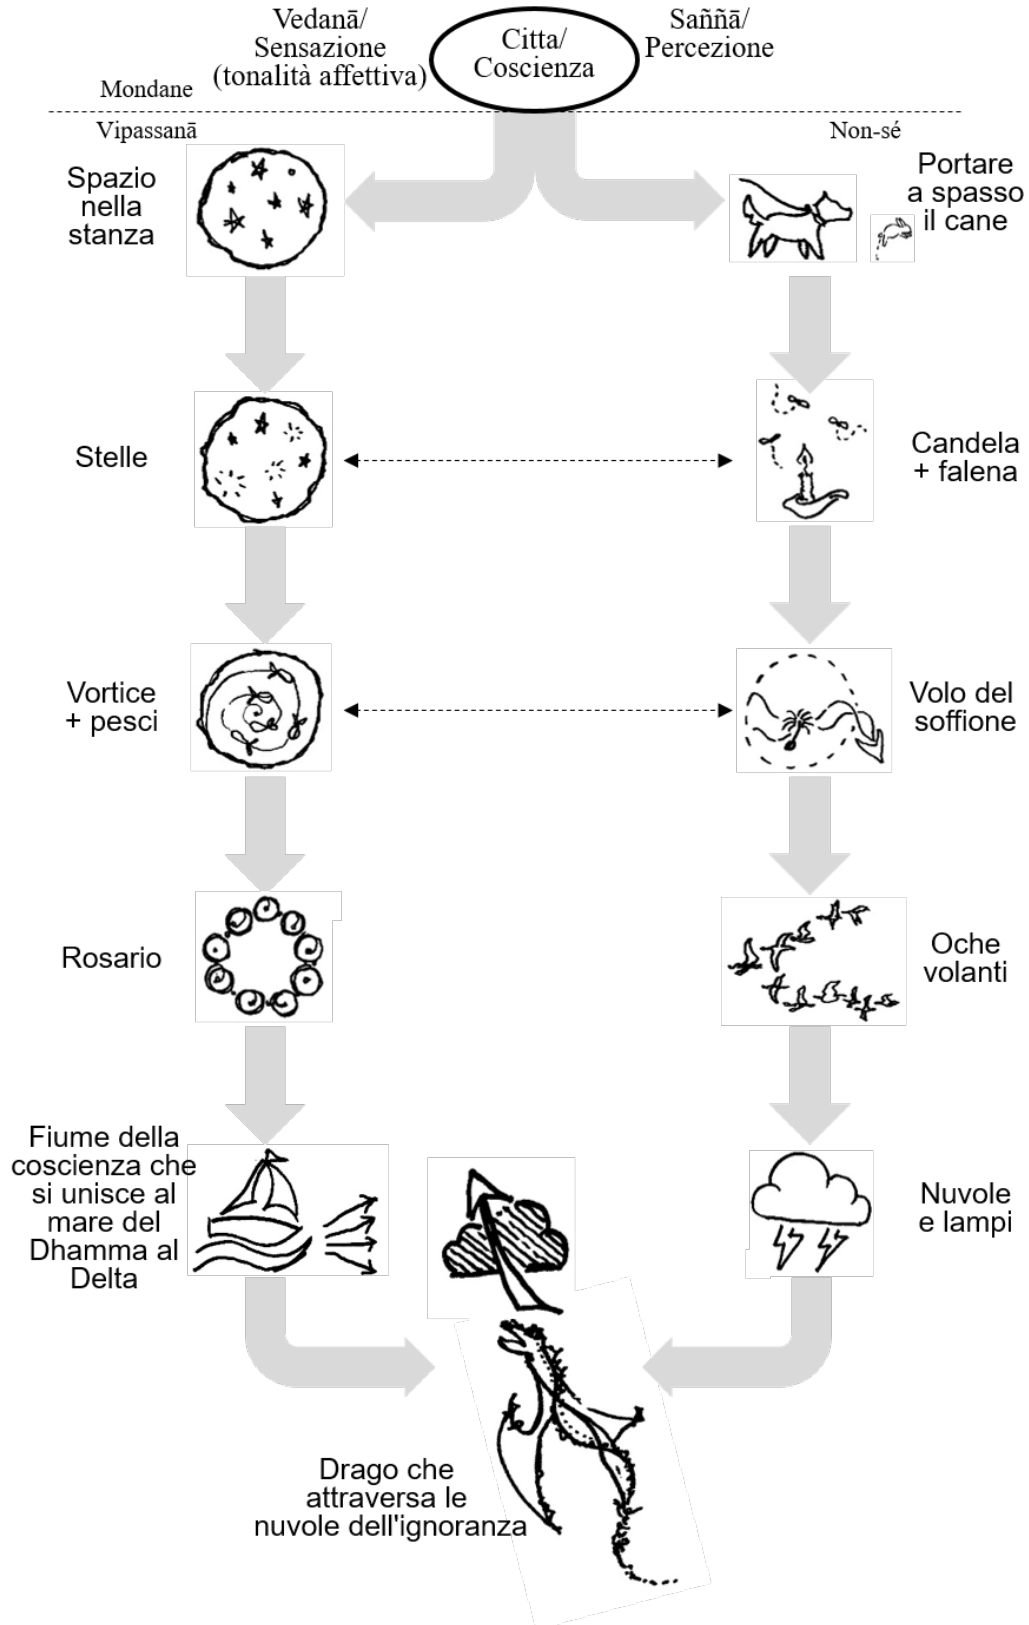 Vedanā/
Sensazione
(tonalità affettiva)
Citta/
Coscienza
Saññā/
Percezione
Mondane
Vipassanā
Non-sé
Spazio
nella
stanza
Portare
a spasso
il cane
Stelle
Candela
+ falena
Vortice
+ pesci
Volo del
soffione
Rosario
Oche
volanti
Fiume della
coscienza che
si unisce al
mare del
Dhamma al
Delta
Nuvole
e lampi
Drago che
attraversa le
nuvole dell'ignoranza